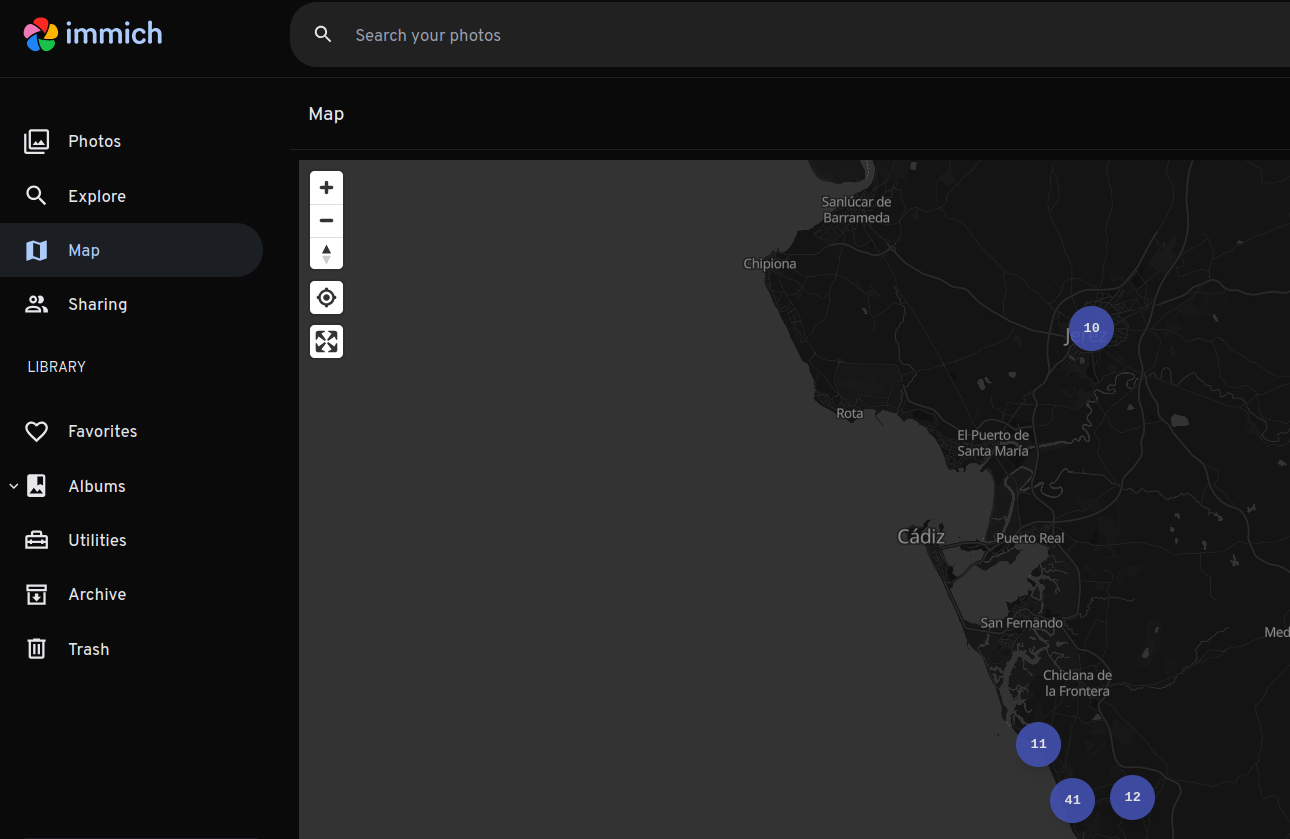 immich
Search your photos
Map
Photos
Explore
Map
Sharing
LIBRARY
Favorites
Albums
Utilities
Archive
Trash
Sanlúcar de
Barrameda
Chipiona
10
Jerez
Rota
El Puerto de
Santa María
Cádiz
Puerto Real
San Fernando
Med
Chiclana de
la Frontera
11
41
12